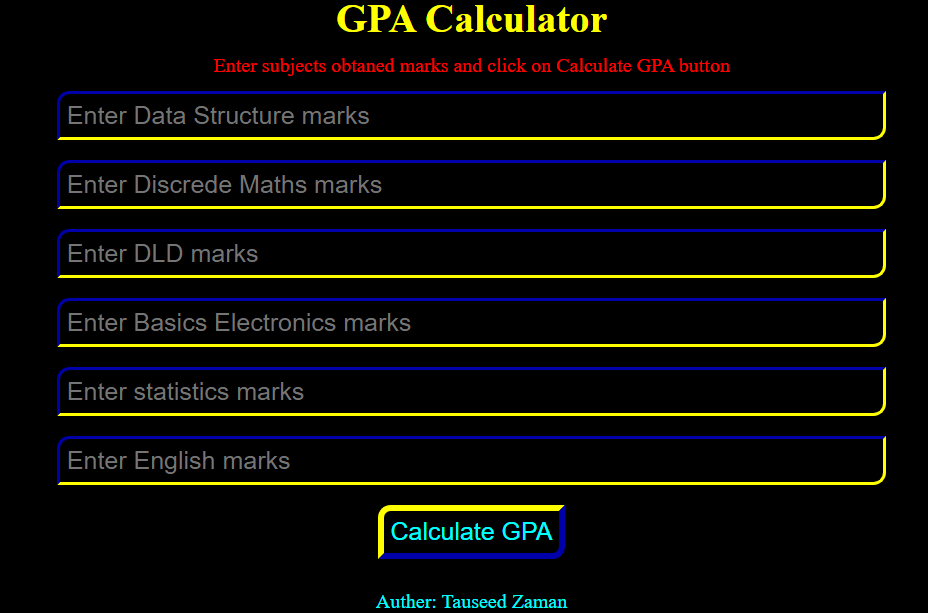 GPA Calculator
Enter subjects obtaned marks and click on Calculate GPA button
Enter Data Structure marks
Enter Discrede Maths marks
Enter DLD marks
Enter Basics Electronics marks
Enter statistics marks
Enter English marks
Calculate GPA
Auther: Tauseed Zaman